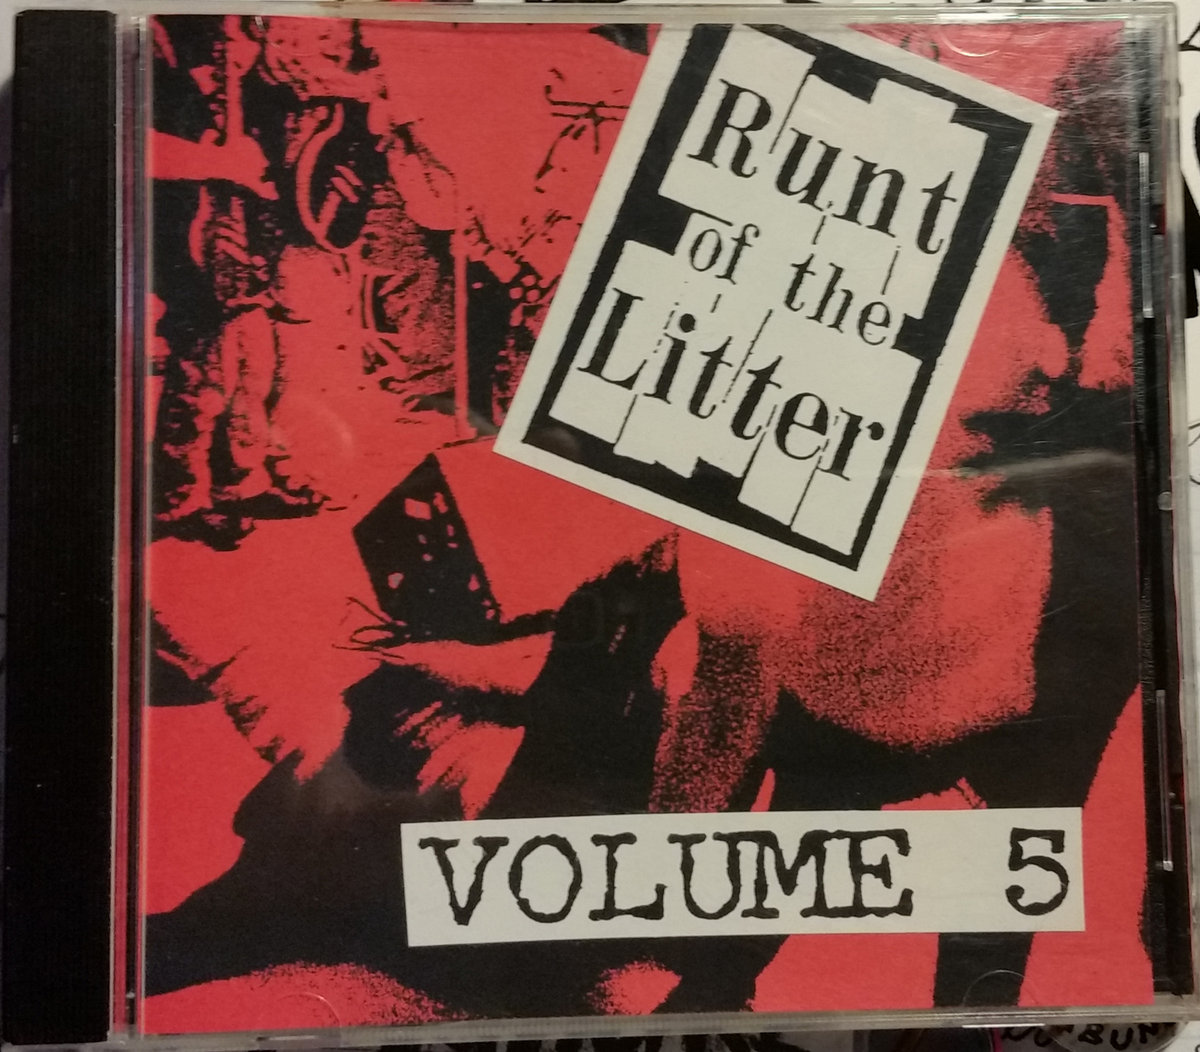 Runt
of the
Litter
VOLUME 5